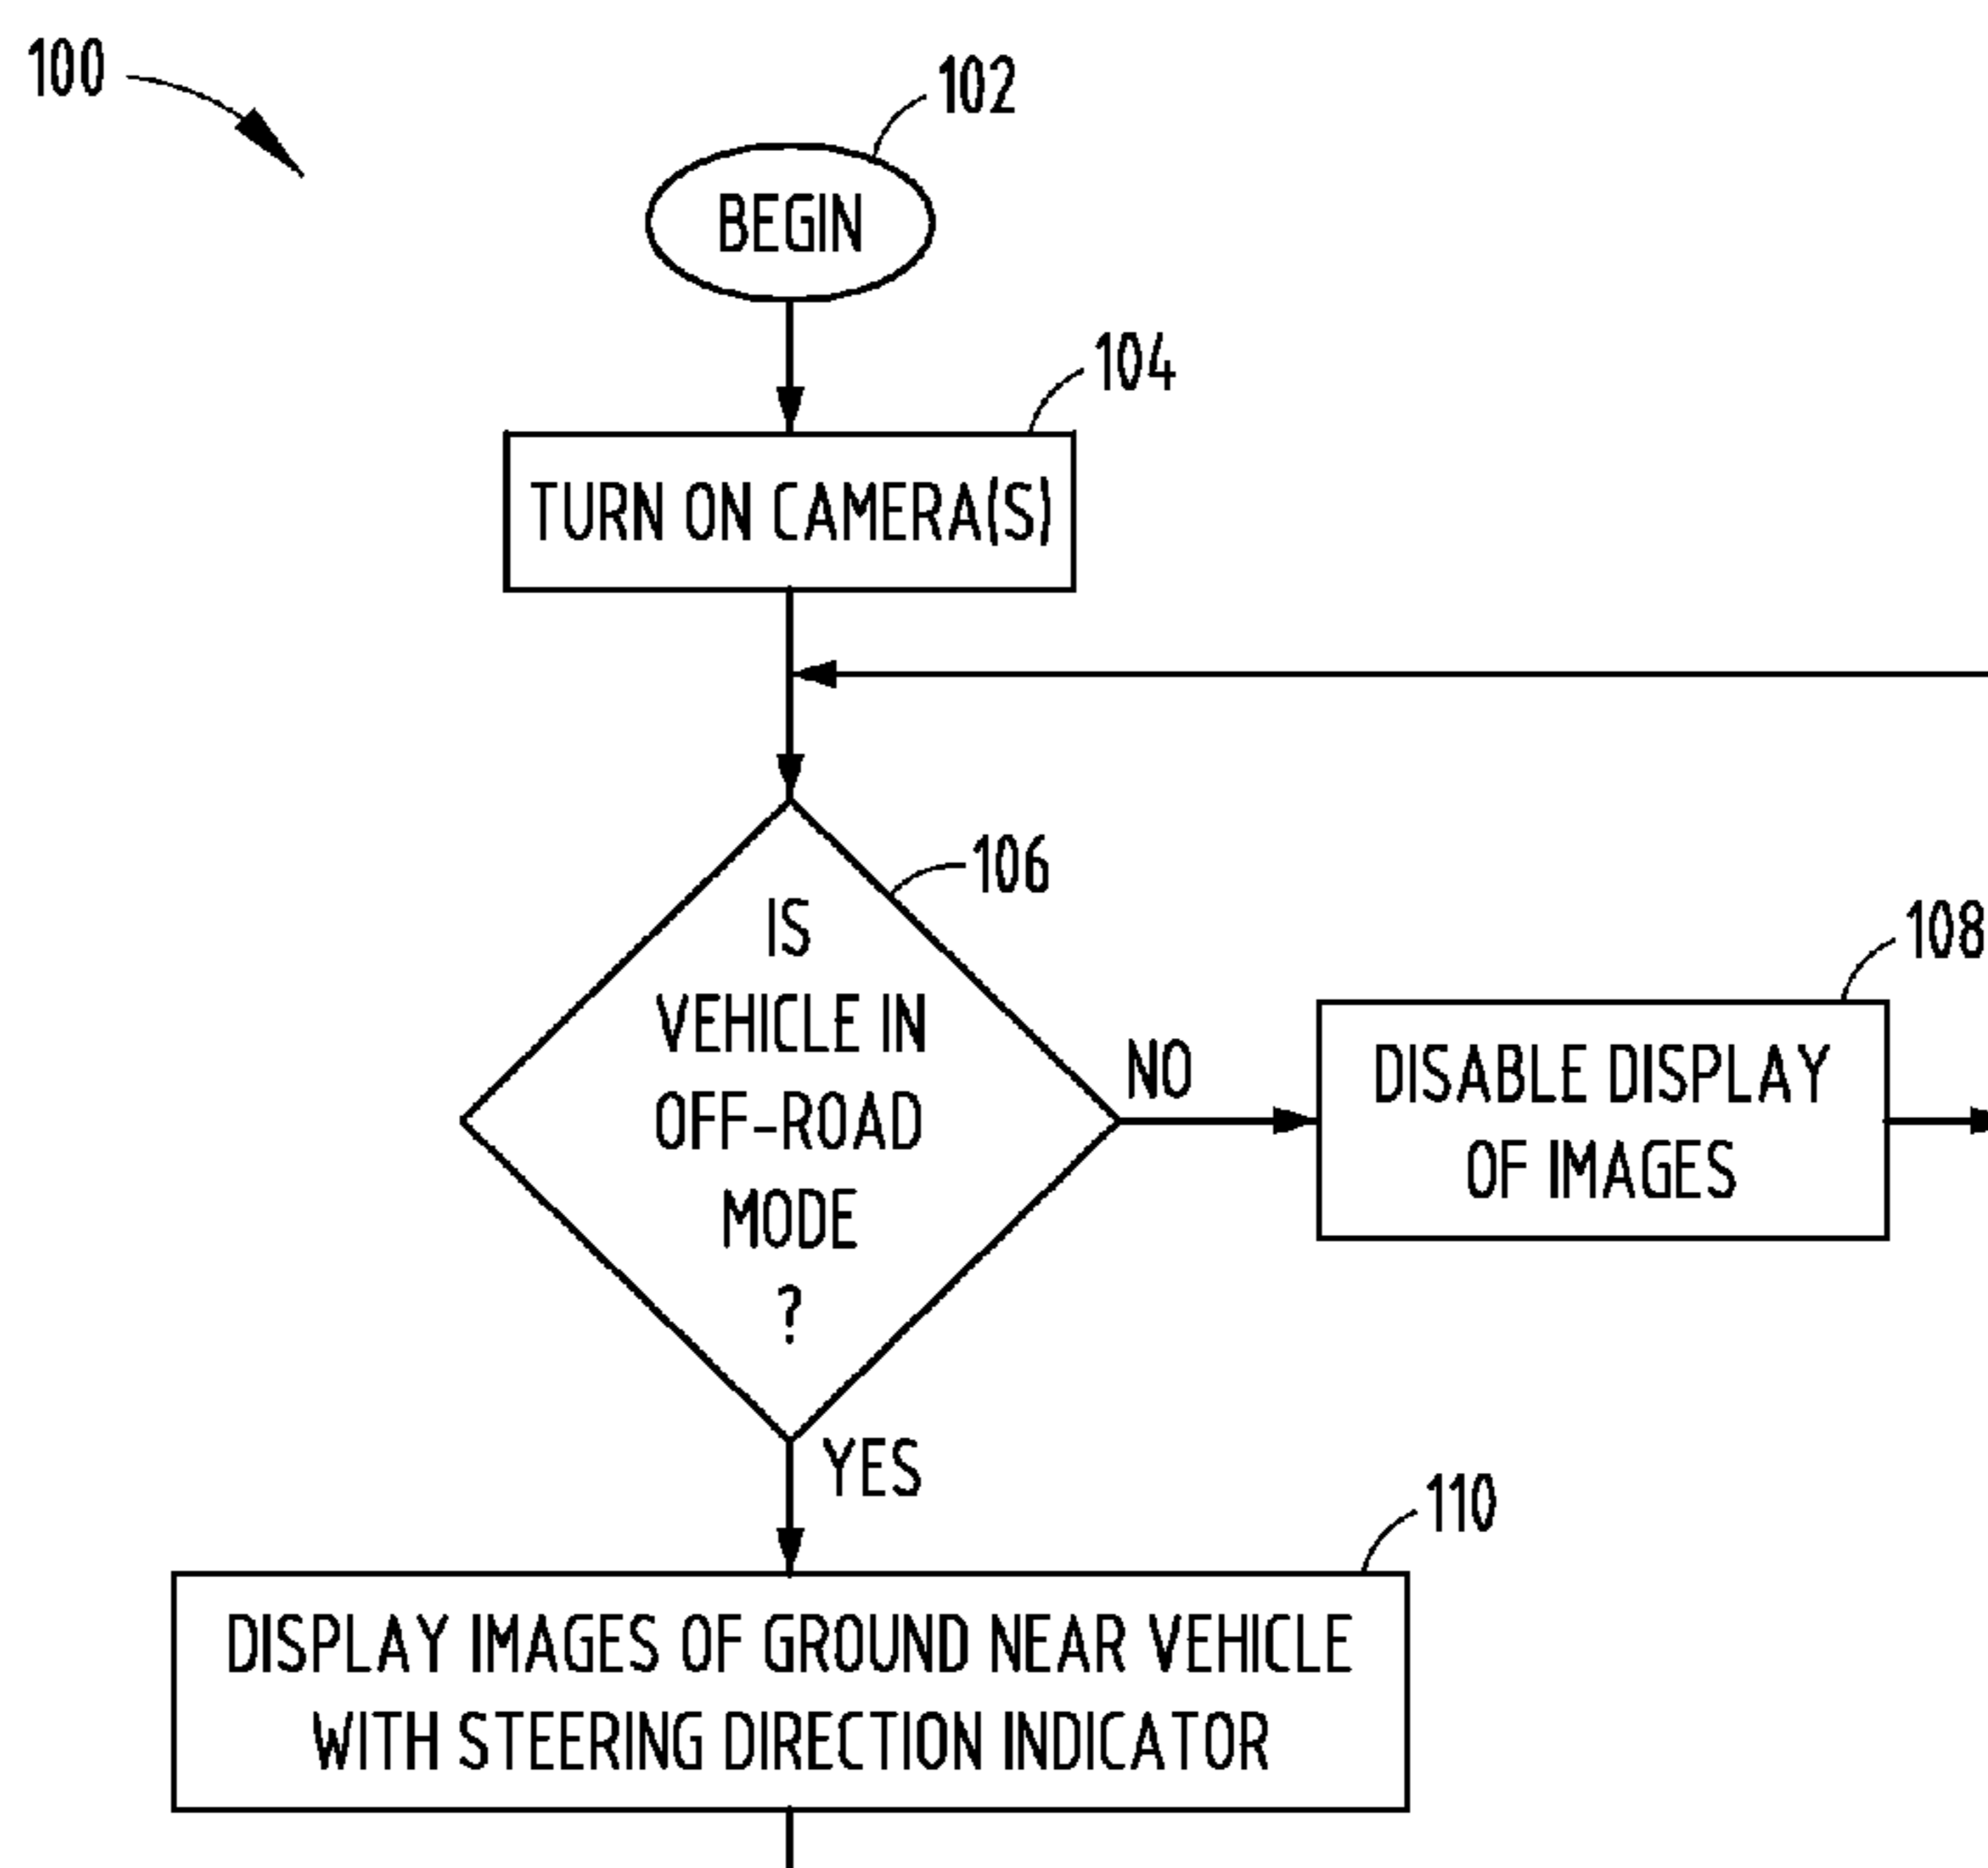 100
102
BEGIN
104
TURN ON CAMERA(S)
106
IS
VEHICLE IN
OFF-ROAD
MODE
?
NO
108
DISABLE DISPLAY
OF IMAGES
YES
110
DISPLAY IMAGES OF GROUND NEAR VEHICLE
WITH STEERING DIRECTION INDICATOR